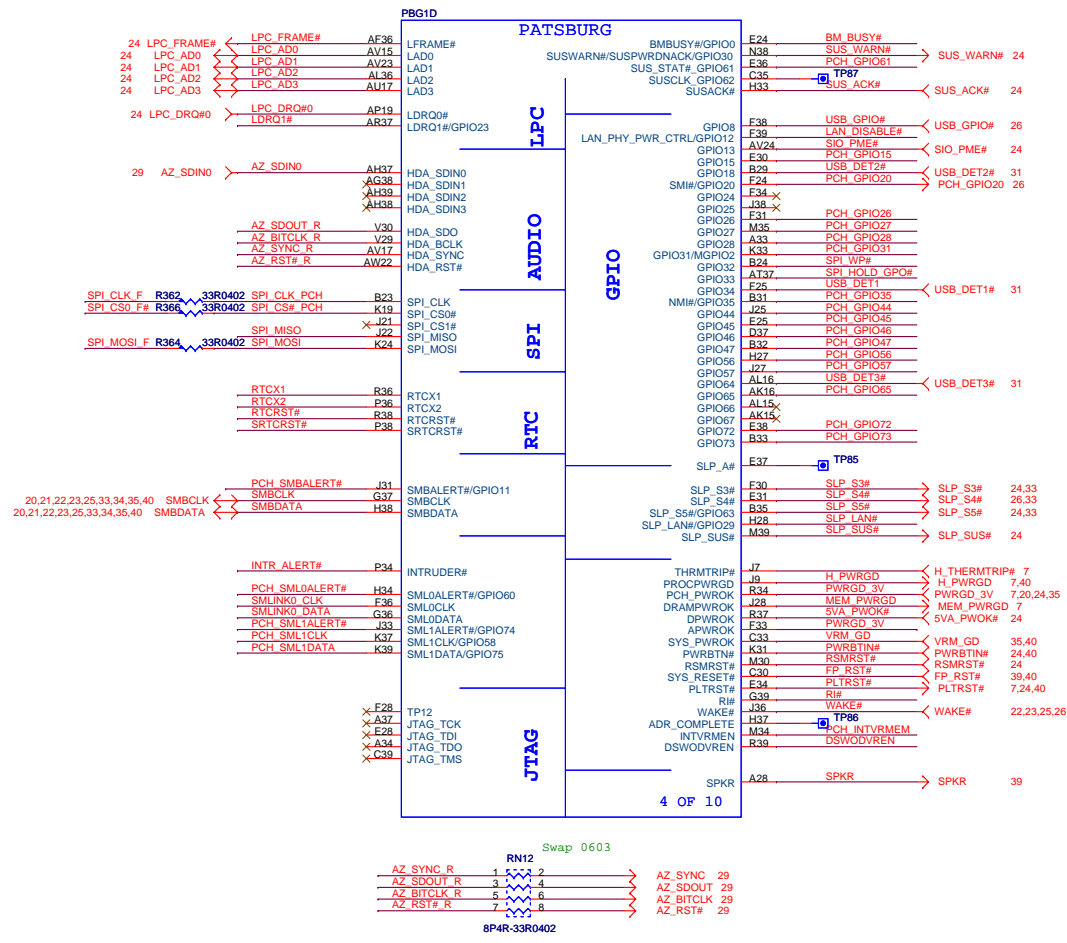 PBG1D
PATSBURG
24 LPC_FRAME# LPC_FRAME# AF36 LFRAME#
24 LPC_AD0 LPC_AD0 AV15 LAD0
24 LPC_AD1 LPC_AD1 AV23 LAD1
24 LPC_AD2 LPC_AD2 AL36 LAD2
24 LPC_AD3 LPC_AD3 AU17 LAD3
24 LPC_DRQ#0 LPC_DRQ#0 AP19 LDRQ0#
LDRQ1# AR37 LDRQ1#/GPIO23
LPC
29 AZ_SDIN0 AZ_SDIN0 AH37 HDA_SDIN0
AG38 HDA_SDIN1
AH39 HDA_SDIN2
AH38 HDA_SDIN3
AZ_SDOUT_R V30 HDA_SDO
AZ_BITCLK_R V29 HDA_BCLK
AZ_SYNC_R AV17 HDA_SYNC
AZ_RST#_R AW22 HDA_RST#
AUDIO
SPI_CLK_F R362 33R0402 SPI_CLK_PCH B23 SPI_CLK
SPI_CS0_F# R366 33R0402 SPI_CS#_PCH K19 SPI_CS0#
J21 SPI_CS1#
SPI_MISO J22 SPI_MISO
SPI_MOSI_F R364 33R0402 SPI_MOSI K24 SPI_MOSI
SPI
RTCX1 R36 RTCX1
RTCX2 P36 RTCX2
RTCRST# R38 RTCRST#
SRTCRST# P38 SRTCRST#
RTC
PCH_SMBALERT# J31 SMBALERT#/GPIO11
20,21,22,23,25,33,34,35,40 SMBCLK SMBCLK G37 SMBCLK
20,21,22,23,25,33,34,35,40 SMBDATA SMBDATA H38 SMBDATA
INTR_ALERT# P34 INTRUDER#
PCH_SML0ALERT# H34 SML0ALERT#/GPIO60
SMLINK0_CLK F36 SML0CLK
SMLINK0_DATA G36 SML0DATA
PCH_SML1ALERT# J33 SML1ALERT#/GPIO74
PCH_SML1CLK K37 SML1CLK/GPIO58
PCH_SML1DATA K39 SML1DATA/GPIO75
F28 TP12
A37 JTAG_TCK
E28 JTAG_TDI
A34 JTAG_TDO
C39 JTAG_TMS
JTAG
BMBUSY#/GPIO0 E24 BM_BUSY#
SUSWARN#/SUSPWRDNACK/GPIO30 N38 SUS_WARN# SUS_WARN# 24
SUS_STAT#_GPIO61 E36 PCH_GPIO61
SUSCLK_GPIO62 C35 TP87
SUSACK# H33 SUS_ACK# SUS_ACK# 24
GPIO8 F38 USB_GPIO# USB_GPIO# 26
LAN_PHY_PWR_CTRL/GPIO12 F39 LAN_DISABLE#
GPIO13 AV24 SIO_PME# SIO_PME# 24
GPIO15 E30 PCH_GPIO15
GPIO18 B29 USB_DET2# USB_DET2# 31
SMI#/GPIO20 F24 PCH_GPIO20 PCH_GPIO20 26
GPIO24 F34
GPIO25 J38
GPIO26 F31 PCH_GPIO26
GPIO27 M35 PCH_GPIO27
GPIO28 A33 PCH_GPIO28
GPIO31/MGPIO2 K33 PCH_GPIO31
GPIO32 B24 SPI_WP#
GPIO33 AT37 SPI_HOLD_GPO#
GPIO34 F25 USB_DET1 USB_DET1# 31
NMI#/GPIO35 B31 PCH_GPIO35
GPIO44 J25 PCH_GPIO44
GPIO45 E25 PCH_GPIO45
GPIO46 D37 PCH_GPIO46
GPIO47 B32 PCH_GPIO47
GPIO56 H27 PCH_GPIO56
GPIO57 J27 PCH_GPIO57
GPIO64 AL16 USB_DET3# USB_DET3# 31
GPIO65 AK16 PCH_GPIO65
GPIO66 AL15
GPIO67 AK15
GPIO72 E38 PCH_GPIO72
GPIO73 B33 PCH_GPIO73
GPIO
SLP_A# E37 TP85
SLP_S3# F30 SLP_S3# SLP_S3# 24,33
SLP_S4# E31 SLP_S4# SLP_S4# 26,33
SLP_S5#/GPIO63 B35 SLP_S5# SLP_S5# 24,33
SLP_LAN#/GPIO29 H28 SLP_LAN#
SLP_SUS# M39 SLP_SUS# SLP_SUS# 24
THRMTRIP# J7 H_THERMTRIP# 7
PROCPWRGD J9 H_PWRGD H_PWRGD 7,40
PCH_PWROK R34 PWRGD_3V PWRGD_3V 7,20,24,35
DRAMPWROK J28 MEM_PWRGD MEM_PWRGD 7
DPWROK R37 5VA_PWOK# 5VA_PWOK# 24
APWROK F33 PWRGD_3V
SYS_PWROK C33 VRM_GD VRM_GD 35,40
PWRBTN# K31 PWRBTIN# PWRBTIN# 24,40
RSMRST# M30 RSMRST# RSMRST# 24
SYS_RESET# C30 FP_RST# FP_RST# 39,40
PLTRST# E34 PLTRST# PLTRST# 7,24,40
RI# G39 RI#
WAKE# J36 WAKE# WAKE# 22,23,25,26
ADR_COMPLETE H37 TP86
INTVRMEN M34 PCH_INTVRMEM
DSWODVREN R39 DSWODVREN
SPKR A28 SPKR SPKR 39
4 OF 10
Swap 0603
RN12
AZ_SYNC_R 1 2 AZ_SYNC 29
AZ_SDOUT_R 3 4 AZ_SDOUT 29
AZ_BITCLK_R 5 6 AZ_BITCLK 29
AZ_RST#_R 7 8 AZ_RST# 29
8P4R-33R0402